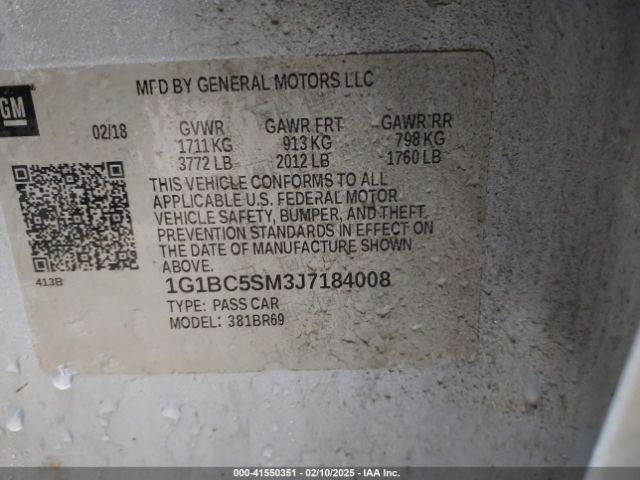 MFD BY GENERAL MOTORS LLC
GM
02/18
GVWR GAWR FRT GAWR RR
1711 KG 913 KG 798 KG
3772 LB 2012 LB 1760 LB
THIS VEHICLE CONFORMS TO ALL
APPLICABLE U.S. FEDERAL MOTOR
VEHICLE SAFETY, BUMPER, AND THEFT
PREVENTION STANDARDS IN EFFECT ON
THE DATE OF MANUFACTURE SHOWN
ABOVE.
413B
1G1BC5SM3J7184008
TYPE: PASS CAR
MODEL: 381BR69
000-41550351 - 02/10/2025 - IAA Inc.